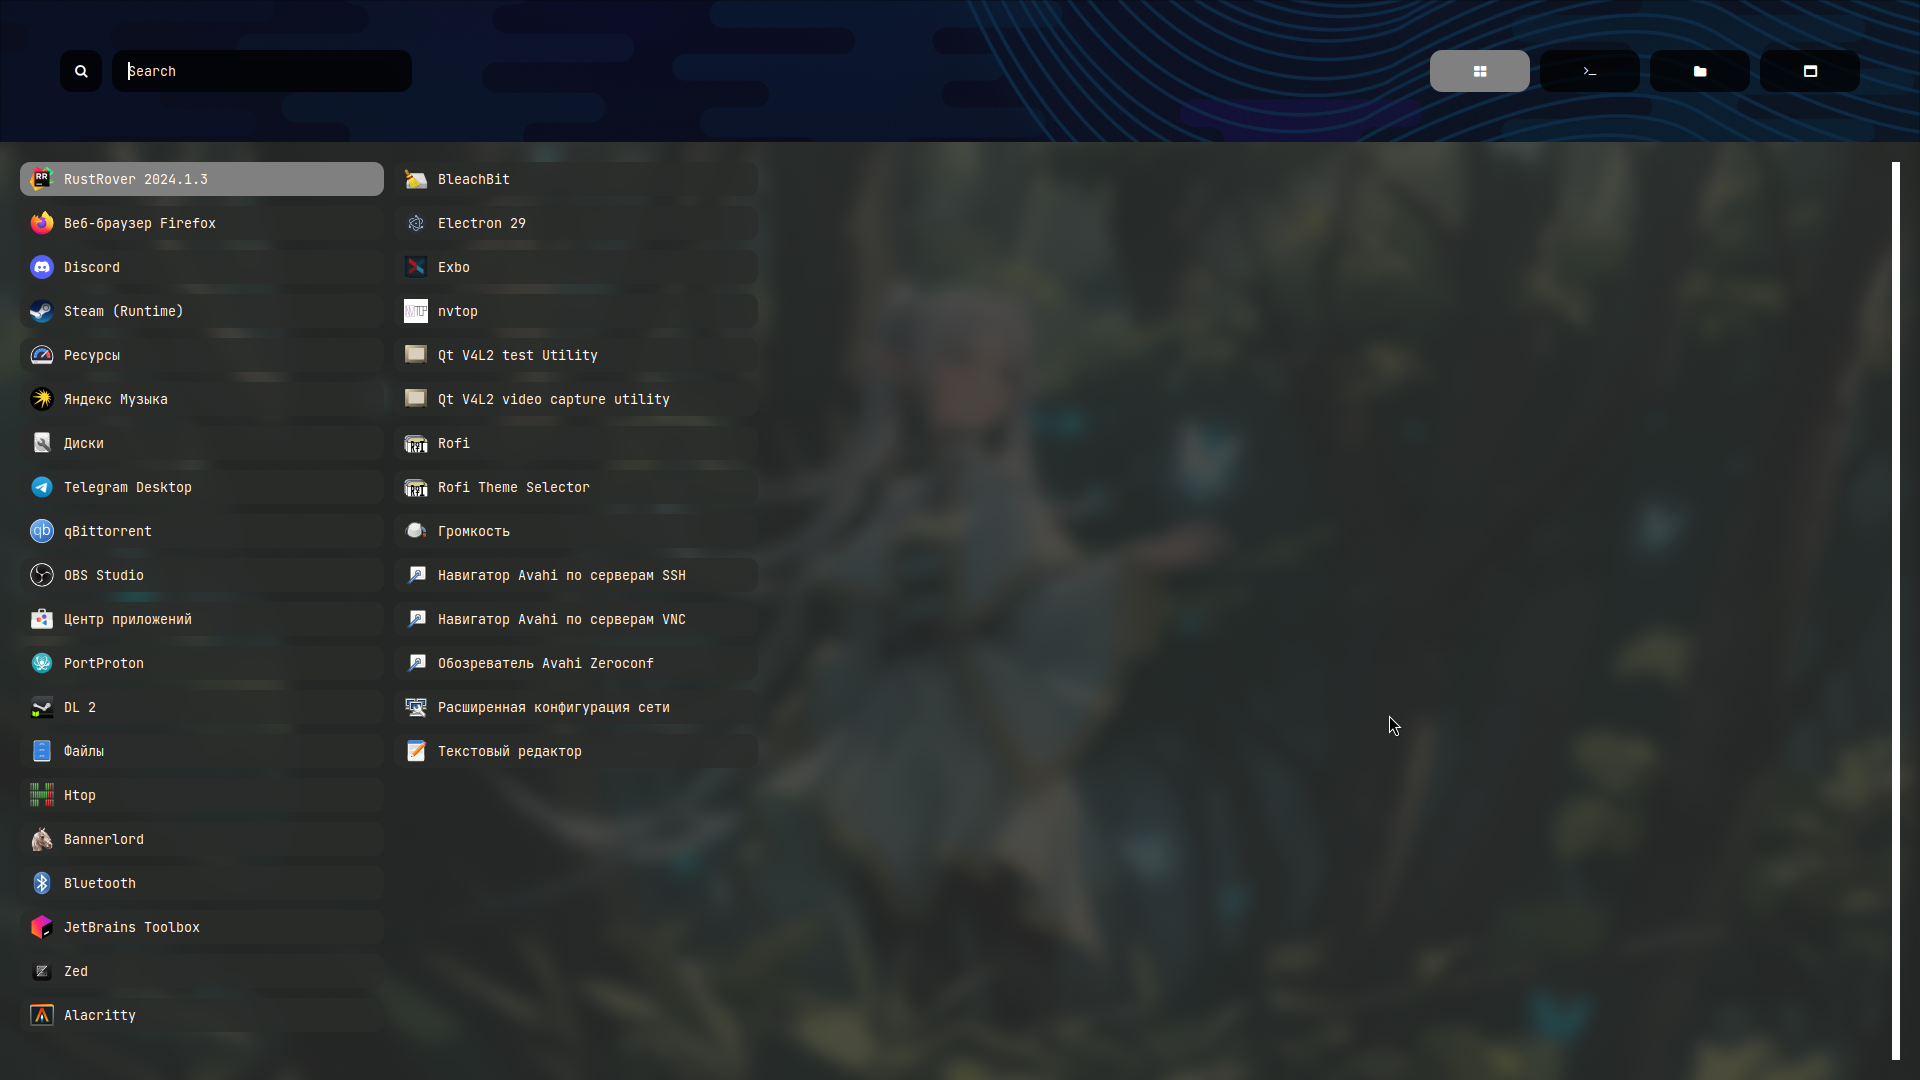 Search
RustRover 2024.1.3
Веб-браузер Firefox
Discord
Steam (Runtime)
Ресурсы
Яндекс Музыка
Диски
Telegram Desktop
qBittorrent
OBS Studio
Центр приложений
PortProton
DL 2
Файлы
Htop
Bannerlord
Bluetooth
JetBrains Toolbox
Zed
Alacritty
BleachBit
Electron 29
Exbo
nvtop
Qt V4L2 test Utility
Qt V4L2 video capture utility
Rofi
Rofi Theme Selector
Громкость
Навигатор Avahi по серверам SSH
Навигатор Avahi по серверам VNC
Обозреватель Avahi Zeroconf
Расширенная конфигурация сети
Текстовый редактор